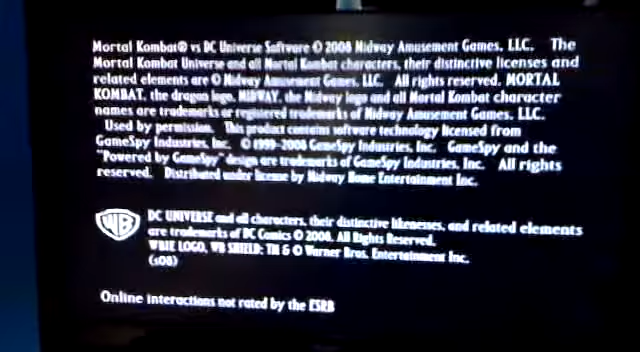 Mortal Kombat® vs DC Universe Software © 2008 Midway Amusement Games, LLC. The
Mortal Kombat Universe and all Mortal Kombat characters, their distinctive licenses and
related elements are © Midway Amusement Games, LLC. All rights reserved. MORTAL
KOMBAT, the dragon logo, MIDWAY, the Midway logo and all Mortal Kombat character
names are trademarks or registered trademarks of Midway Amusement Games, LLC.
Used by permission. This product contains software technology licensed from
GameSpy Industries, Inc. © 1999-2008 GameSpy Industries, Inc. GameSpy and the
"Powered by GameSpy" design are trademarks of GameSpy Industries, Inc. All rights
reserved. Distributed under license by Midway Home Entertainment Inc.
WB
DC UNIVERSE and all characters, their distinctive likenesses, and related elements
are trademarks of DC Comics © 2008. All Rights Reserved.
WBIE LOGO, WB SHIELD: TM & © Warner Bros. Entertainment Inc.
(s08)
Online interactions not rated by the ESRB